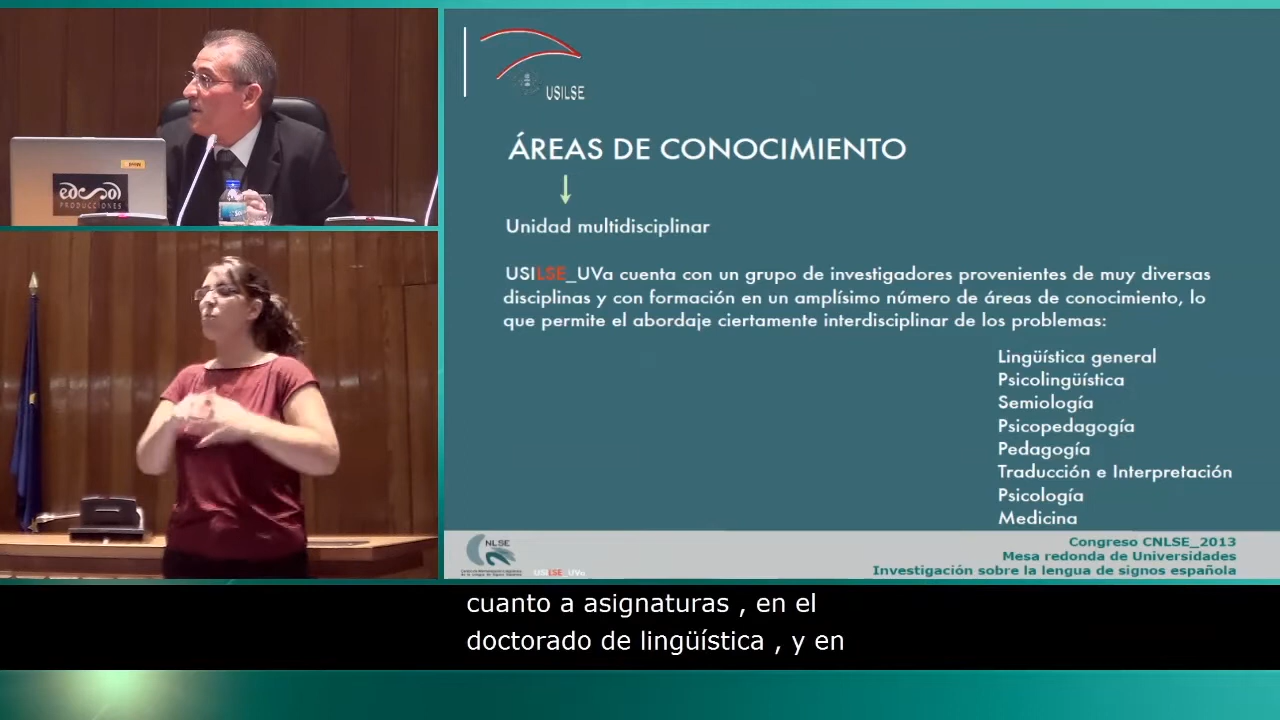 USILSE
ÁREAS DE CONOCIMIENTO
Unidad multidisciplinar
USILSE_UVa cuenta con un grupo de investigadores provenientes de muy diversas
disciplinas y con formación en un amplísimo número de áreas de conocimiento, lo
que permite el abordaje ciertamente interdisciplinar de los problemas:
Lingüística general
Psicolingüística
Semiología
Psicopedagogía
Pedagogía
Traducción e Interpretación
Psicología
Medicina
CNLSE
USILSE_UVa
Congreso CNLSE_2013
Mesa redonda de Universidades
Investigación sobre la lengua de signos española
PRODUCCIONES
cuanto a asignaturas , en el
doctorado de lingüística , y en